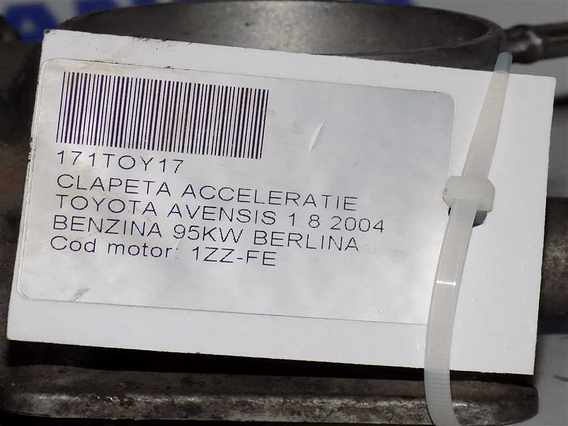 171TOY17
CLAPETA ACCELERATIE
TOYOTA AVENSIS 1 8 2004
BENZINA 95KW BERLINA
Cod motor: 1ZZ-FE